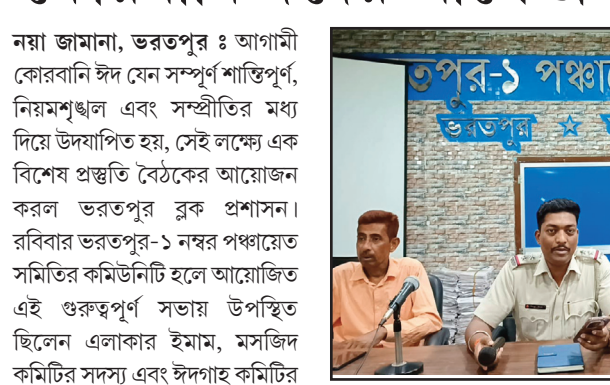 নয়া জামানা, ভরতপুর ঃ আগামী
কোরবানি ঈদ যেন সম্পূর্ণ শান্তিপূর্ণ,
নিয়মশৃঙ্খল এবং সম্প্রীতির মধ্য
দিয়ে উদযাপিত হয়, সেই লক্ষ্যে এক
বিশেষ প্রস্তুতি বৈঠকের আয়োজন
করল ভরতপুর ব্লক প্রশাসন।
রবিবার ভরতপুর-১ নম্বর পঞ্চায়েত
সমিতির কমিউনিটি হলে আয়োজিত
এই গুরুত্বপূর্ণ সভায় উপস্থিত
ছিলেন এলাকার ইমাম, মসজিদ
কমিটির সদস্য এবং ঈদগাহ কমিটির
তপুর-১ পঞ্চায়ে
ভরতপুর